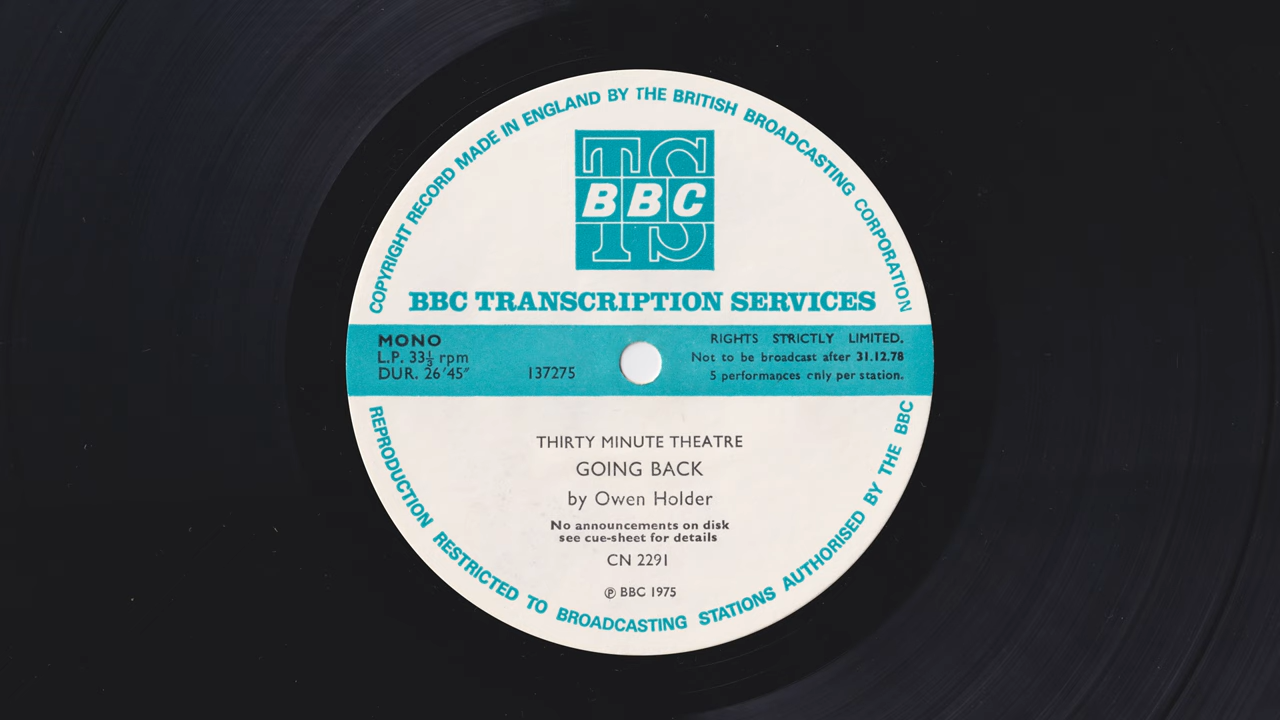 COPYRIGHT RECORD MADE IN ENGLAND BY THE BRITISH BROADCASTING CORPORATION
TS
BBC
BBC TRANSCRIPTION SERVICES
MONO
L.P. 33⅓ rpm
DUR. 26'45"
137275
RIGHTS STRICTLY LIMITED.
Not to be broadcast after 31.12.78
5 performances only per station.
THIRTY MINUTE THEATRE
GOING BACK
by Owen Holder
No announcements on disk
see cue-sheet for details
CN 2291
℗ BBC 1975
REPRODUCTION RESTRICTED TO BROADCASTING STATIONS AUTHORISED BY THE BBC